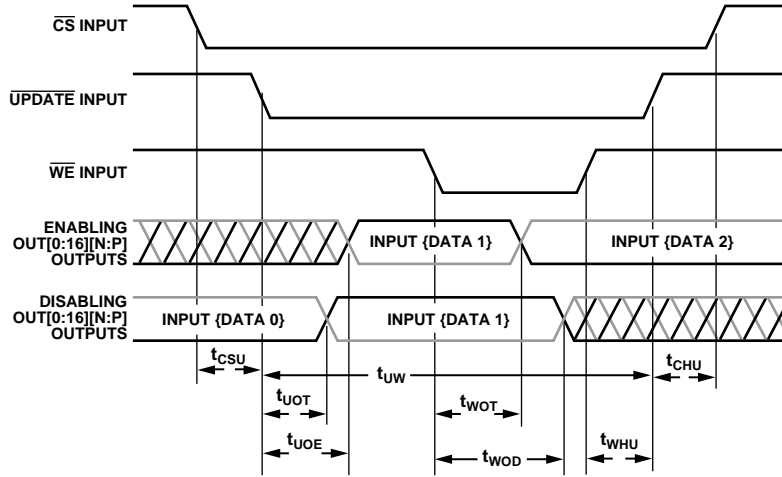 CS INPUT
UPDATE INPUT
WE INPUT
ENABLING
OUT[0:16][N:P]
OUTPUTS
INPUT {DATA 1}
INPUT {DATA 2}
DISABLING
OUT[0:16][N:P]
OUTPUTS
INPUT {DATA 0}
INPUT {DATA 1}
tCSU
tUW
tCHU
tUOT
tWOT
tUOE
tWOD
tWHU